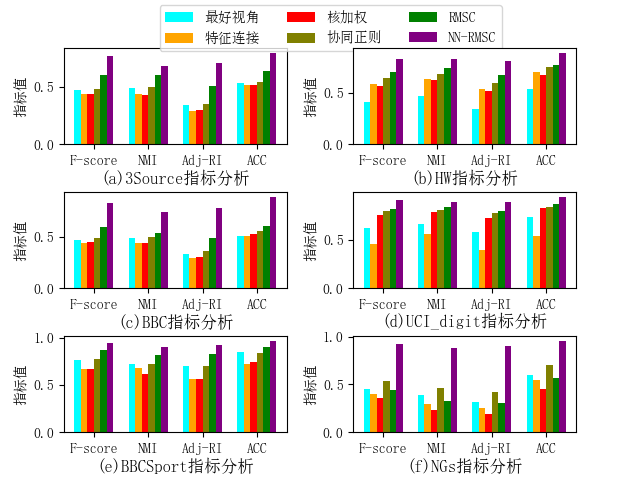 最好视角 核加权 RMSC
特征连接 协同正则 NN-RMSC
指标值 0.5 0.0
F-score NMI Adj-RI ACC
(a)3Source指标分析
指标值 0.5 0.0
F-score NMI Adj-RI ACC
(b)HW指标分析
指标值 0.5 0.0
F-score NMI Adj-RI ACC
(c)BBC指标分析
指标值 0.5 0.0
F-score NMI Adj-RI ACC
(d)UCI_digit指标分析
指标值 1.0 0.5 0.0
F-score NMI Adj-RI ACC
(e)BBCSport指标分析
指标值 1.0 0.5 0.0
F-score NMI Adj-RI ACC
(f)NGs指标分析